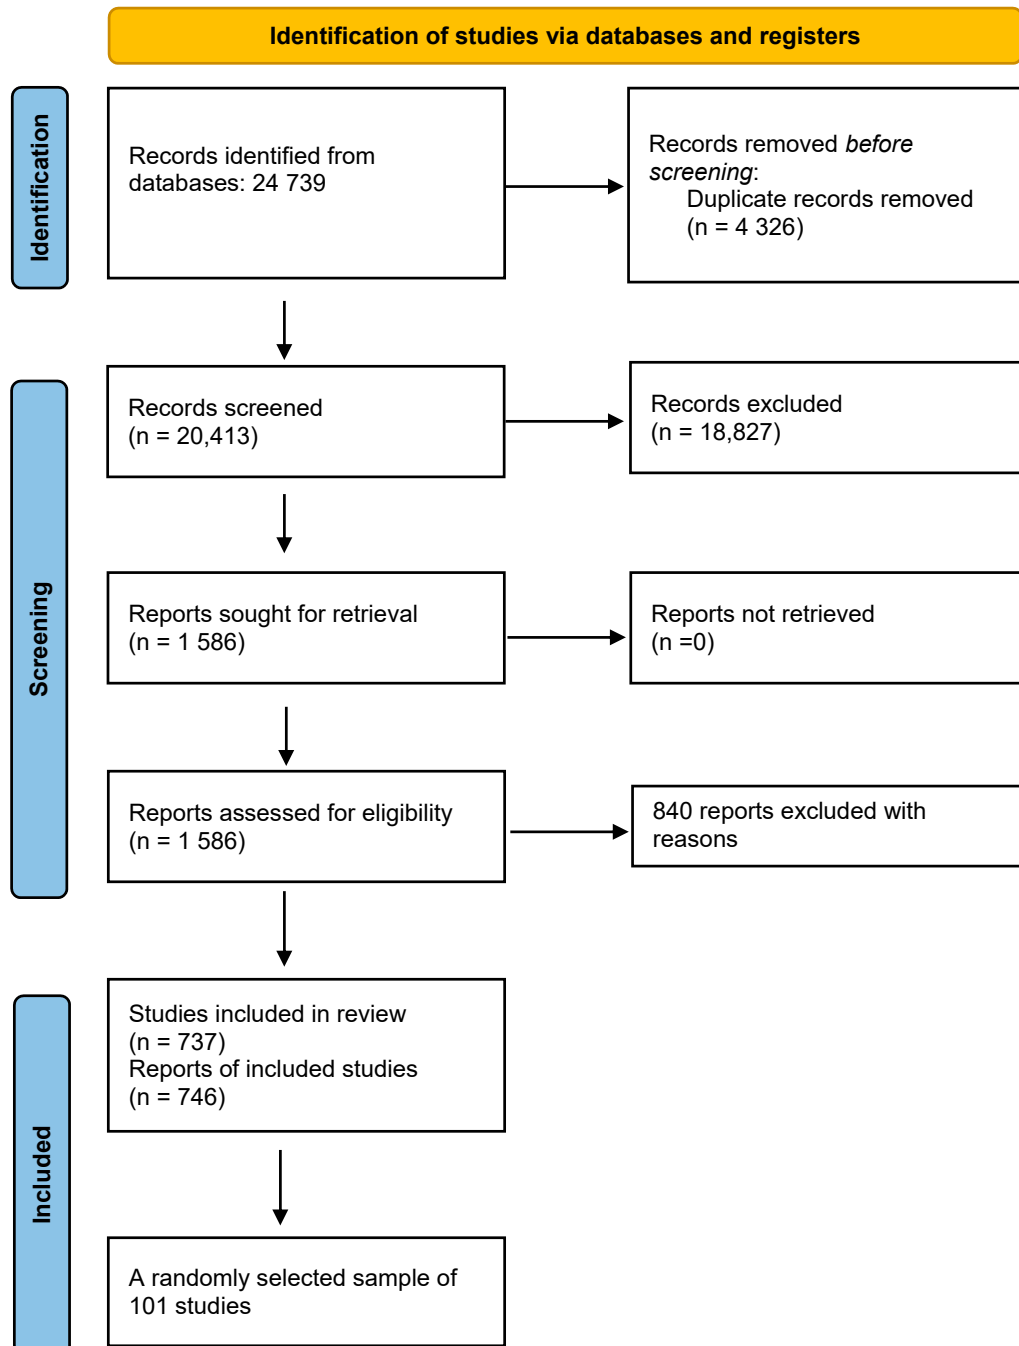 Identification of studies via databases and registers
Identification
Records identified from
databases: 24 739
Records removed before
screening:
Duplicate records removed
(n = 4 326)
Screening
Records screened
(n = 20,413)
Records excluded
(n = 18,827)
Reports sought for retrieval
(n = 1 586)
Reports not retrieved
(n =0)
Reports assessed for eligibility
(n = 1 586)
840 reports excluded with
reasons
Included
Studies included in review
(n = 737)
Reports of included studies
(n = 746)
A randomly selected sample of
101 studies